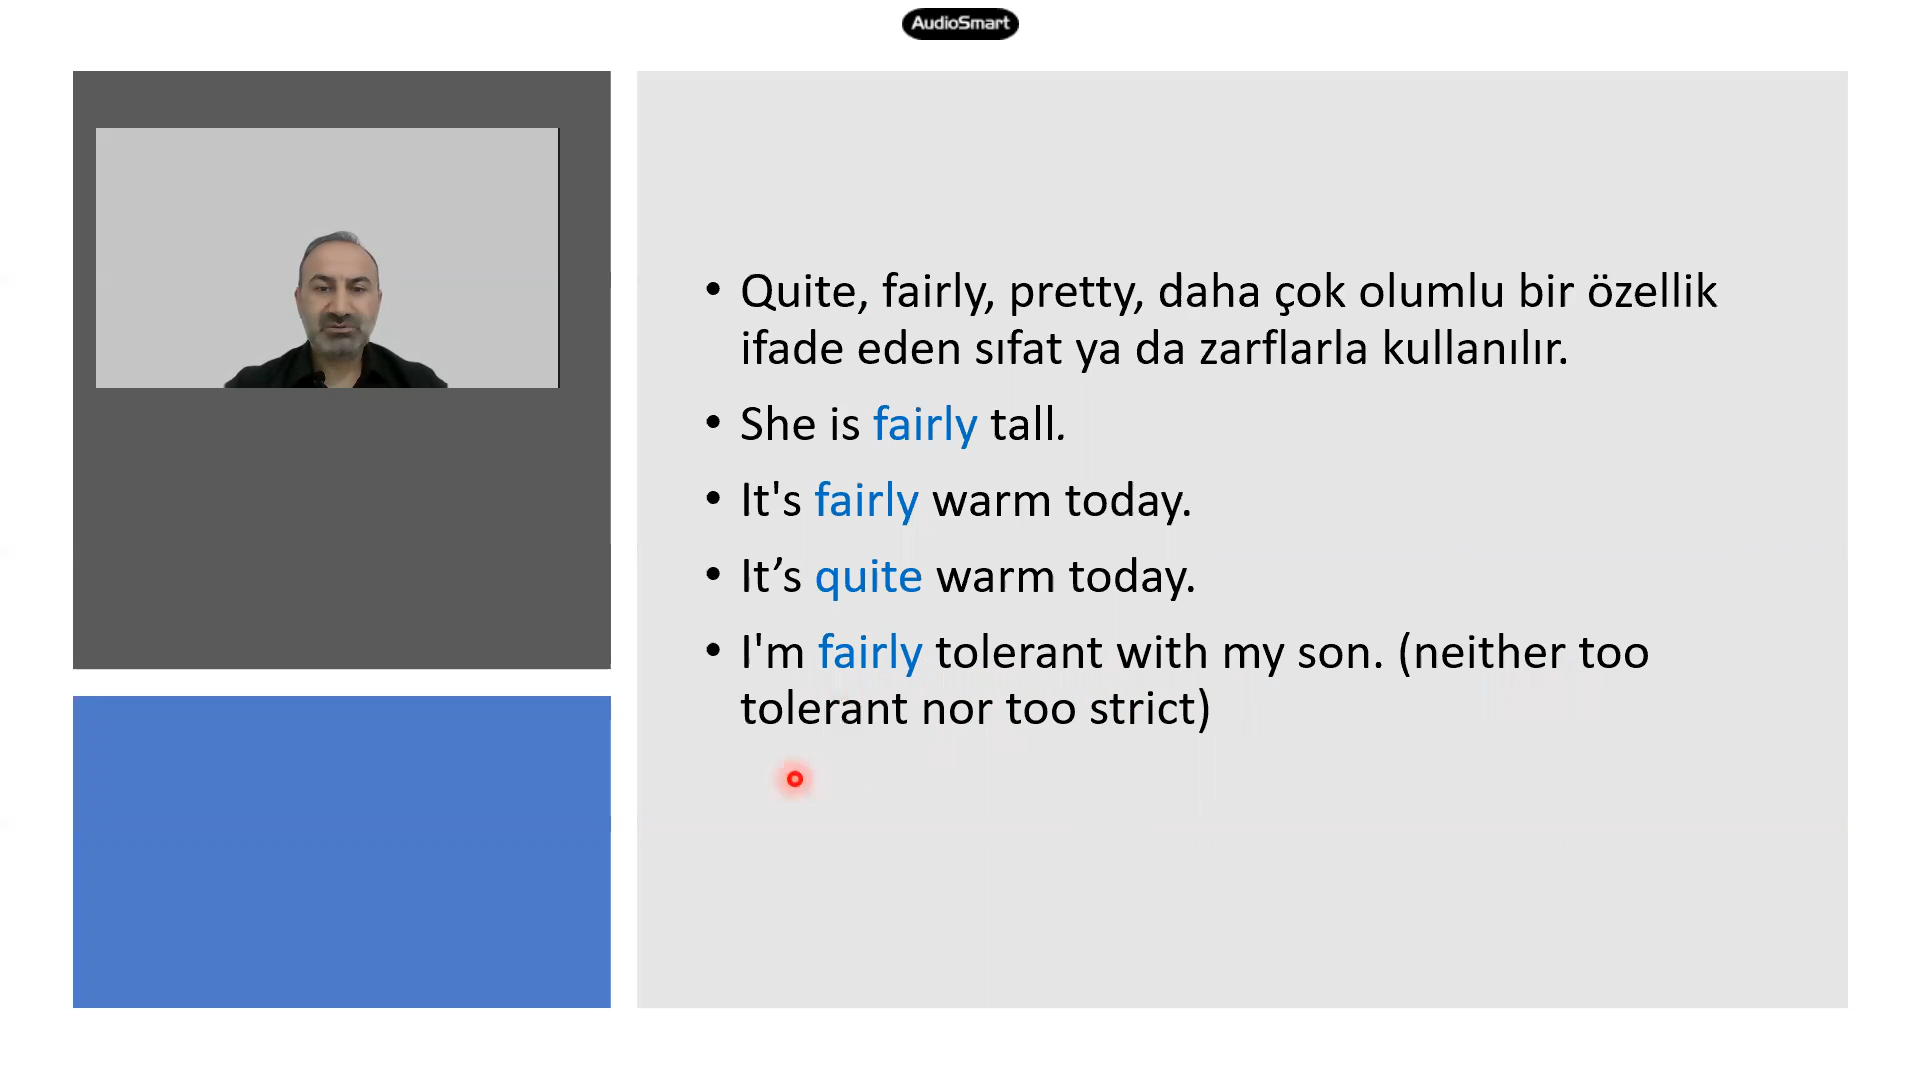 AudioSmart
• Quite, fairly, pretty, daha çok olumlu bir özellik
ifade eden sıfat ya da zarflarla kullanılır.
• She is fairly tall.
• It's fairly warm today.
• It’s quite warm today.
• I'm fairly tolerant with my son. (neither too
tolerant nor too strict)